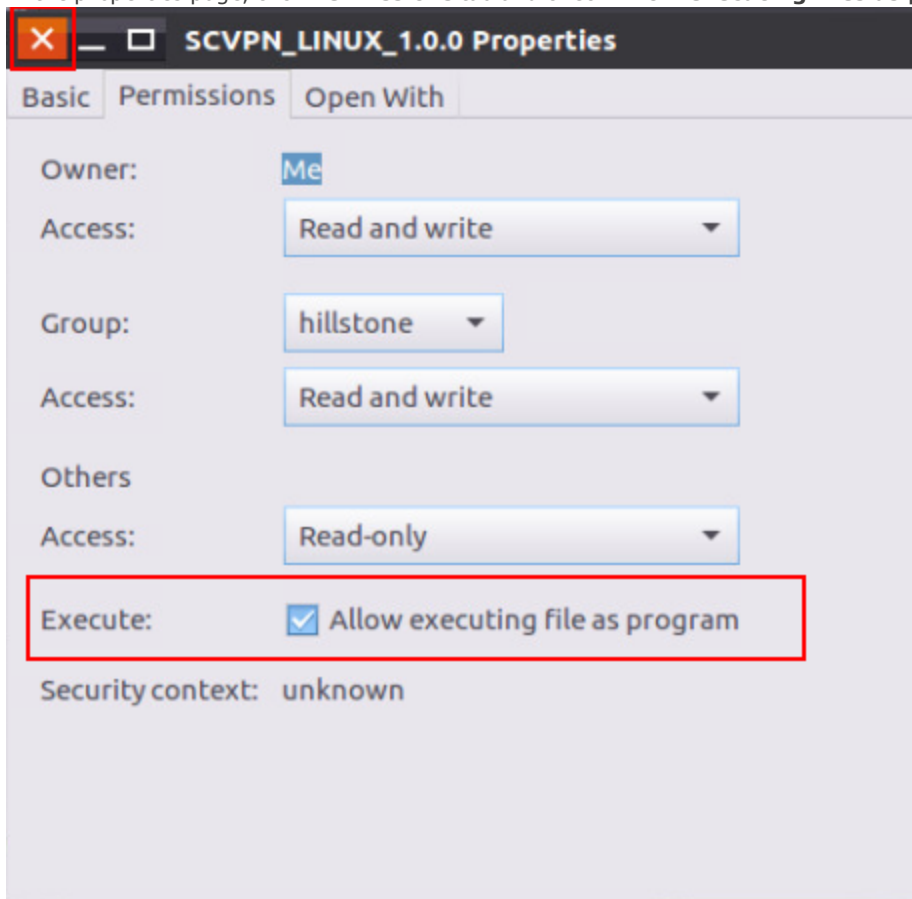 SCVPN_LINUX_1.0.0 Properties
Basic Permissions Open With
Owner: Me
Access: Read and write
Group: hillstone
Access: Read and write
Others
Access: Read-only
Execute: Allow executing file as program
Security context: unknown